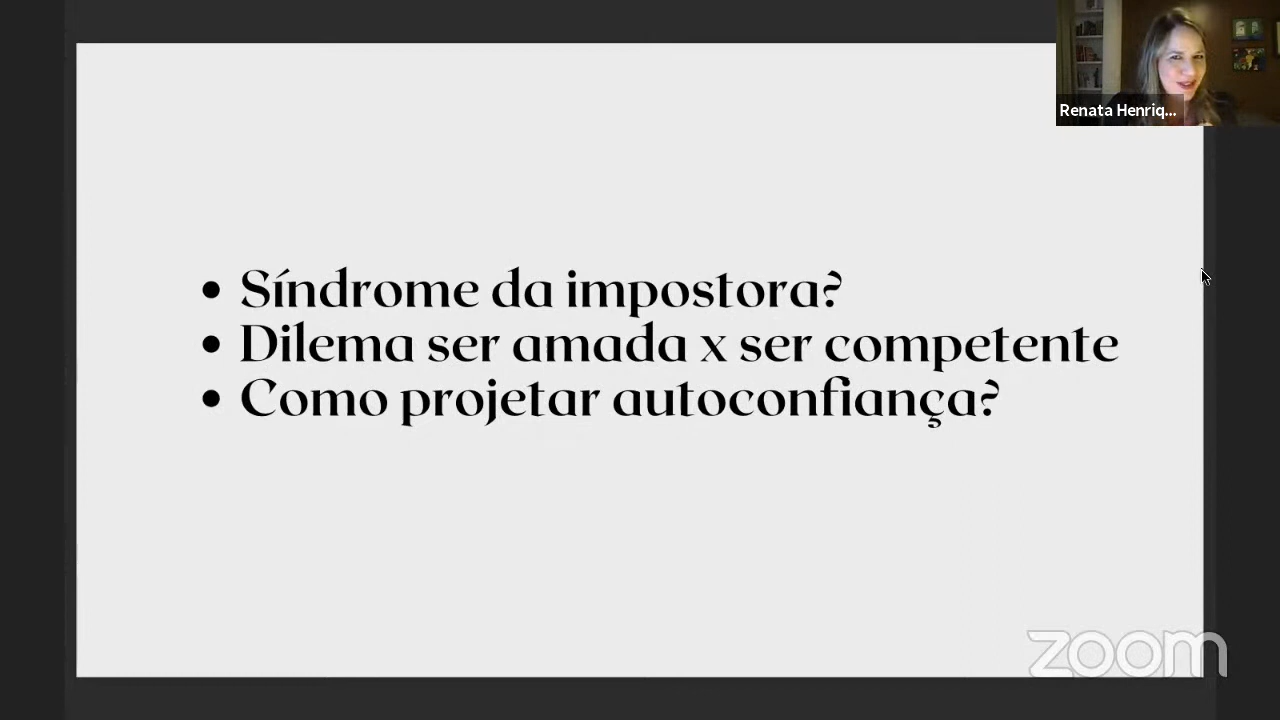 Renata Henriq...
• Síndrome da impostora?
• Dilema ser amada x ser competente
• Como projetar autoconfiança?
zoom